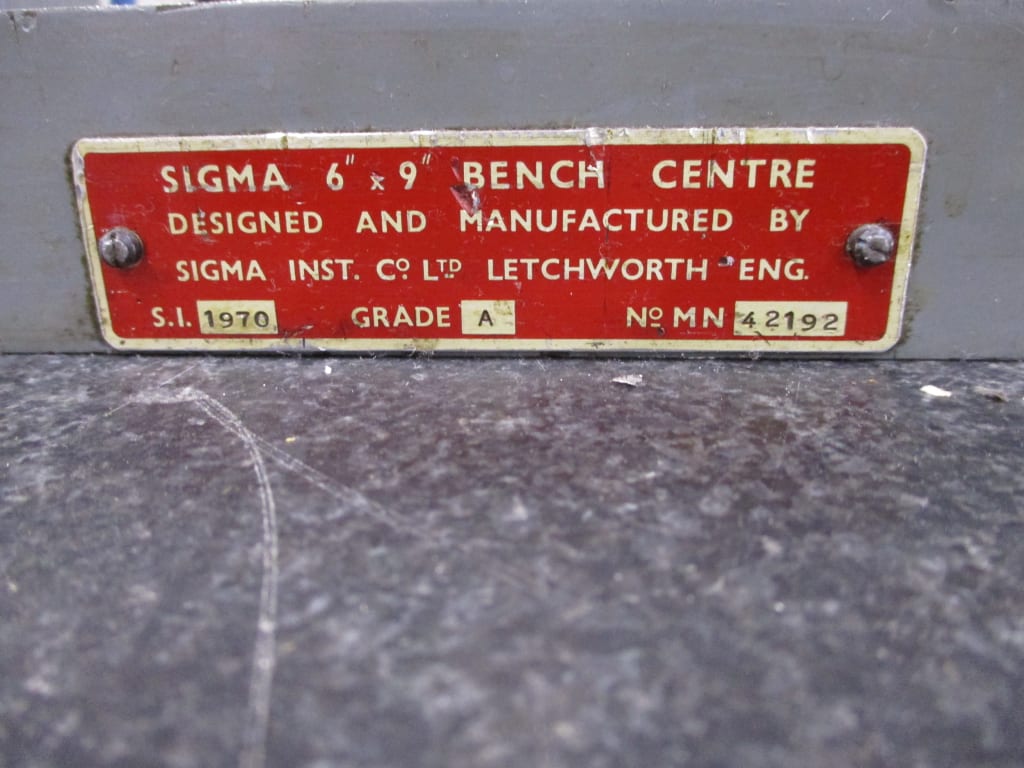 SIGMA 6" x 9" BENCH CENTRE
DESIGNED AND MANUFACTURED BY
SIGMA INST. Cº. LTD LETCHWORTH - ENG.
S.I. 1970 GRADE A Nº MN 42192